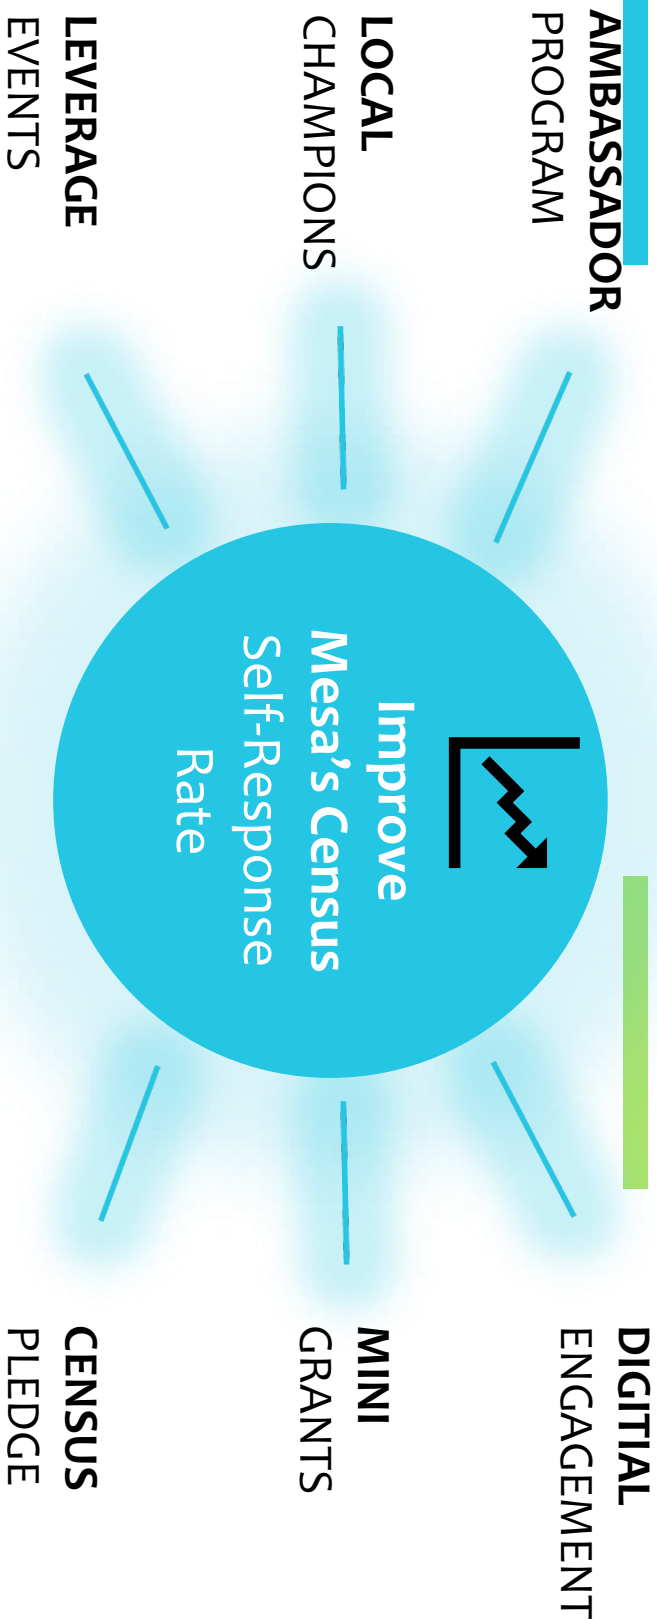 AMBASSADOR
PROGRAM
LOCAL
CHAMPIONS
LEVERAGE
EVENTS
Improve
Mesa’s Census
Self-Response
Rate
DIGITIAL
ENGAGEMENT
MINI
GRANTS
CENSUS
PLEDGE